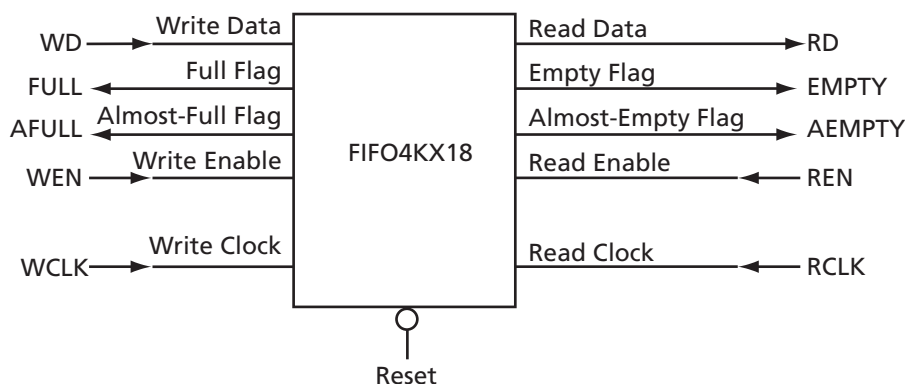 WD Write Data Read Data RD
FULL Full Flag Empty Flag EMPTY
AFULL Almost-Full Flag Almost-Empty Flag AEMPTY
FIFO4KX18
WEN Write Enable Read Enable REN
WCLK Write Clock Read Clock RCLK
Reset